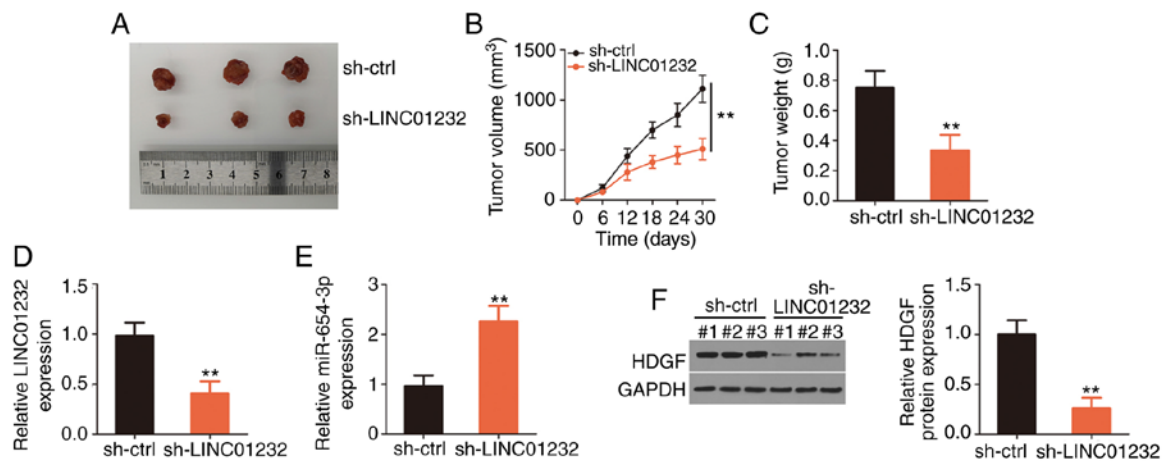 A
sh-ctrl
sh-LINC01232
1 2 3 4 5 6 7 8
B
Tumor volume (mm³)
1500
1000
500
0
sh-ctrl
sh-LINC01232
**
0 6 12 18 24 30
Time (days)
C
Tumor weight (g)
1.0
0.8
0.6
0.4
0.2
0.0
**
sh-ctrl sh-LINC01232
D
Relative LINC01232
expression
1.5
1.0
0.5
0.0
**
sh-ctrl sh-LINC01232
E
Relative miR-654-3p
expression
3
2
1
0
**
sh-ctrl sh-LINC01232
F
sh-ctrl
sh-
LINC01232
#1 #2 #3 #1 #2 #3
HDGF
GAPDH
Relative HDGF
protein expression
1.5
1.0
0.5
0.0
**
sh-ctrl sh-LINC01232